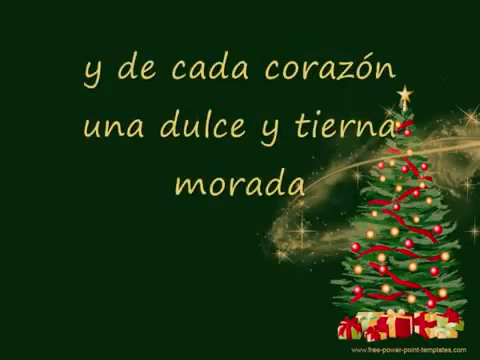 y de cada corazón
una dulce y tierna
morada
www.free-power-point-templates.com